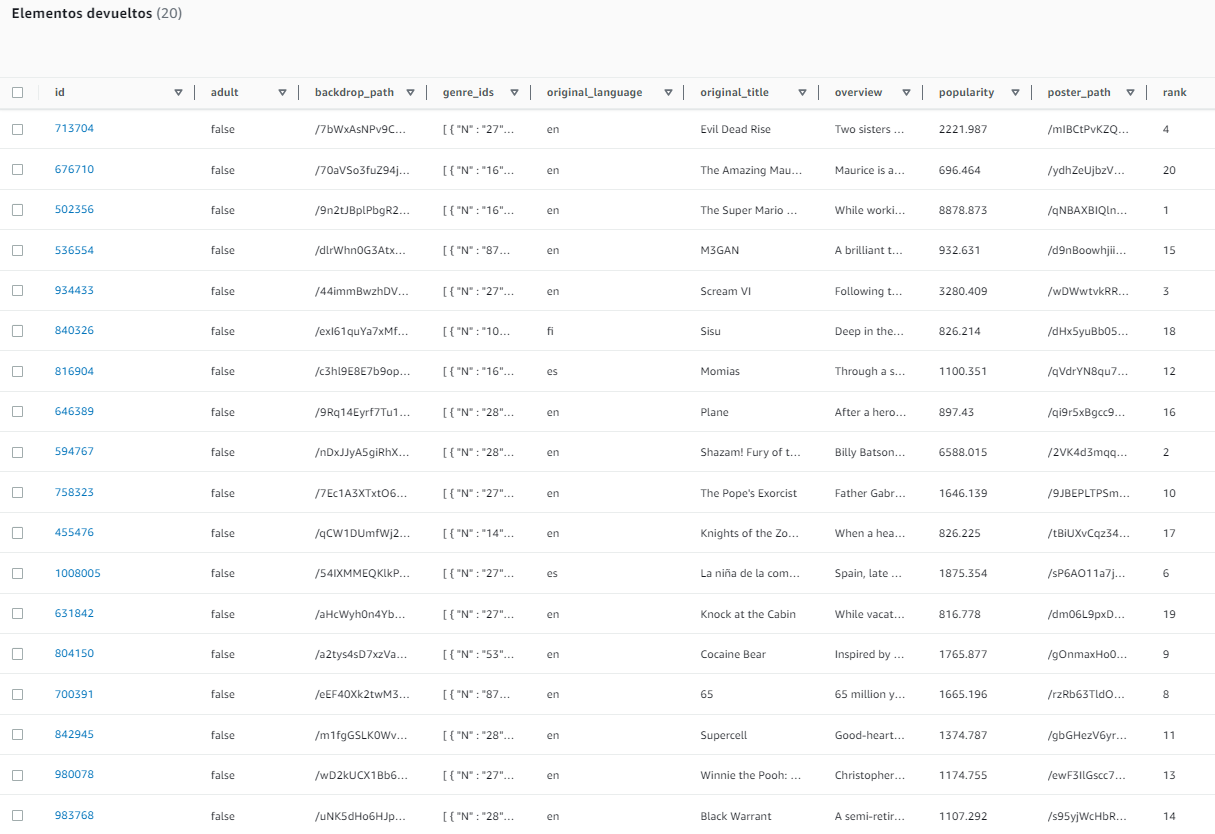 Elementos devueltos (20)
id adult backdrop_path genre_ids original_language original_title overview popularity poster_path rank
713704 false /7bWxAsNPv9C... [ { "N" : "27"... en Evil Dead Rise Two sisters ... 2221.987 /mIBCtPvKZQ... 4
676710 false /70aVSo3fuZ94j... [ { "N" : "16"... en The Amazing Mau... Maurice is a... 696.464 /ydhZeUjbzV... 20
502356 false /9n2tJBplPbgR2... [ { "N" : "16"... en The Super Mario ... While worki... 8878.873 /qNBAXBIQln... 1
536554 false /dlrWhn0G3Atx... [ { "N" : "87... en M3GAN A brilliant t... 932.631 /d9nBoowhjii... 15
934433 false /44immBwzhDV... [ { "N" : "27"... en Scream VI Following t... 3280.409 /wDWwtvkRR... 3
840326 false /exI61quYa7xMf... [ { "N" : "10... fi Sisu Deep in the... 826.214 /dHx5yuBb05... 18
816904 false /c3hl9E8E7b9op... [ { "N" : "16"... es Momias Through a s... 1100.351 /qVdrYN8qu7... 12
646389 false /9Rq14Eyrf7Tu1... [ { "N" : "28"... en Plane After a hero... 897.43 /qi9r5xBgcc9... 16
594767 false /nDxJJyA5giRhX... [ { "N" : "28"... en Shazam! Fury of t... Billy Batson... 6588.015 /2VK4d3mqq... 2
758323 false /7Ec1A3XTxtO6... [ { "N" : "27"... en The Pope's Exorcist Father Gabr... 1646.139 /9JBEPLTPSm... 10
455476 false /qCW1DUmfWj2... [ { "N" : "14"... en Knights of the Zo... When a hea... 826.225 /tBiUXvCqz34... 17
1008005 false /54IXMMEQKlkP... [ { "N" : "27"... es La niña de la com... Spain, late ... 1875.354 /sP6AO11a7j... 6
631842 false /aHcWyh0n4Yb... [ { "N" : "27" ... en Knock at the Cabin While vacat... 816.778 /dm06L9pxD... 19
804150 false /a2tys4sD7xzVa... [ { "N" : "53"... en Cocaine Bear Inspired by ... 1765.877 /gOnmaxHo0... 9
700391 false /eEF40Xk2twM3... [ { "N" : "87... en 65 65 million y... 1665.196 /rzRb63TldO... 8
842945 false /m1fgGSLK0Wv... [ { "N" : "28"... en Supercell Good-heart... 1374.787 /gbGHezV6yr... 11
980078 false /wD2kUCX1Bb6... [ { "N" : "27"... en Winnie the Pooh: ... Christopher... 1174.755 /ewF3IlGscc7... 13
983768 false /uNK5dHo6HJp... [ { "N" : "28"... en Black Warrant A semi-retir... 1107.292 /s95yjWcHbR... 14